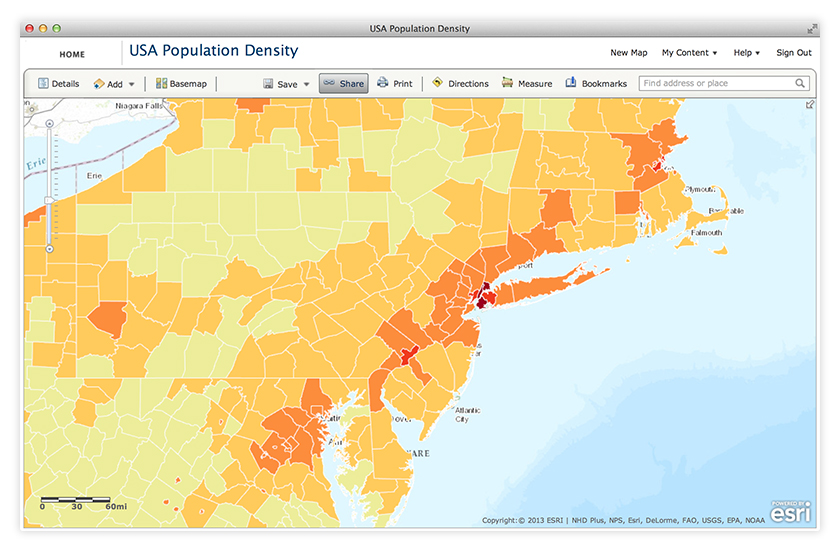 USA Population Density
HOME
USA Population Density
New Map
My Content
Help
Sign Out
Details
Add
Basemap
Save
Share
Print
Directions
Measure
Bookmarks
Find address or place
Niagara Falls
Erie
Erie
Plymouth
Falmouth
Atlantic
City
0
30
60mi
Copyright: © 2013 ESRI | NHD Plus, NPS, Esri, DeLorme, FAO, USGS, EPA, NOAA
POWERED BY
esri